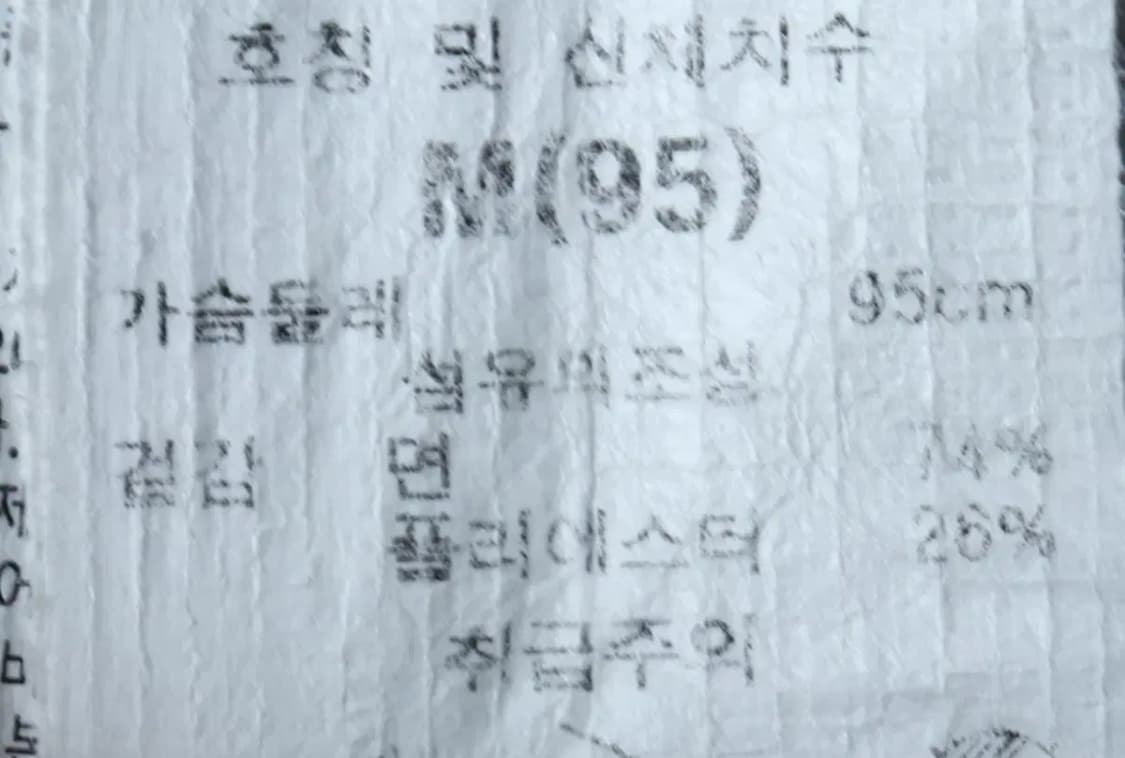 호칭 및 신체치수
M(95)
가슴둘레 95cm
섬유의조성
겉감 면 74%
폴리에스터 26%
취급주의